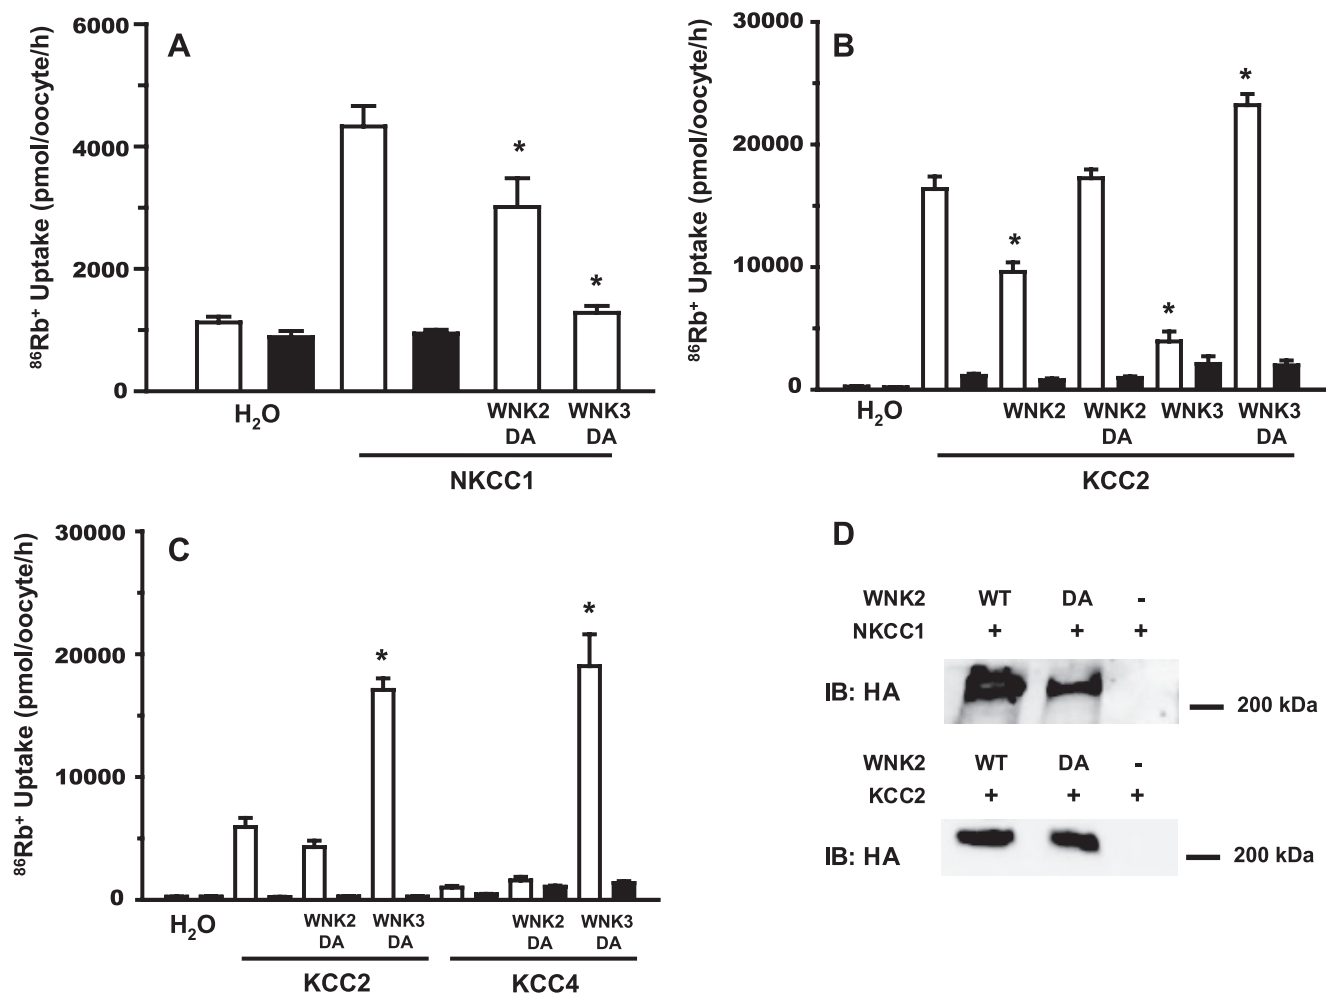 A
⁸⁶Rb⁺ Uptake (pmol/oocyte/h)
6000
4000
2000
0
*
*
H₂O
WNK2 WNK3
DA DA
NKCC1
B
⁸⁶Rb⁺ Uptake (pmol/oocyte/h)
30000
20000
10000
0
*
*
*
H₂O WNK2 WNK2 WNK3 WNK3
DA DA
KCC2
C
⁸⁶Rb⁺ Uptake (pmol/oocyte/h)
30000
20000
10000
0
*
*
H₂O WNK2 WNK3 WNK2 WNK3
DA DA DA DA
KCC2 KCC4
D
WNK2 WT DA -
NKCC1 + + +
IB: HA 200 kDa
WNK2 WT DA -
KCC2 + + +
IB: HA 200 kDa